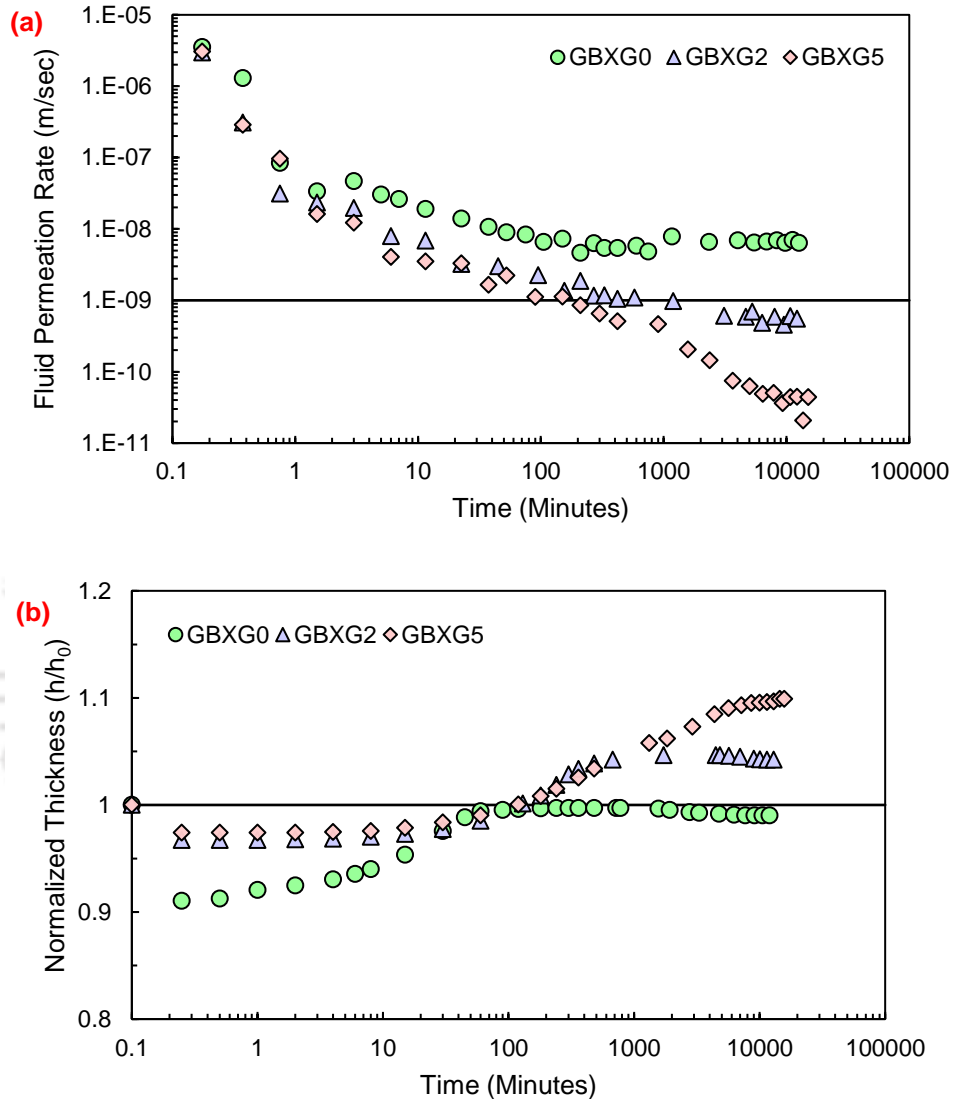 (a)
1.E-05
1.E-06
1.E-07
1.E-08
1.E-09
1.E-10
1.E-11
Fluid Permeation Rate (m/sec)
GBXG0 GBXG2 GBXG5
0.1 1 10 100 1000 10000 100000
Time (Minutes)
(b)
1.2
1.1
1
0.9
0.8
Normalized Thickness (h/h₀)
GBXG0 GBXG2 GBXG5
0.1 1 10 100 1000 10000 100000
Time (Minutes)